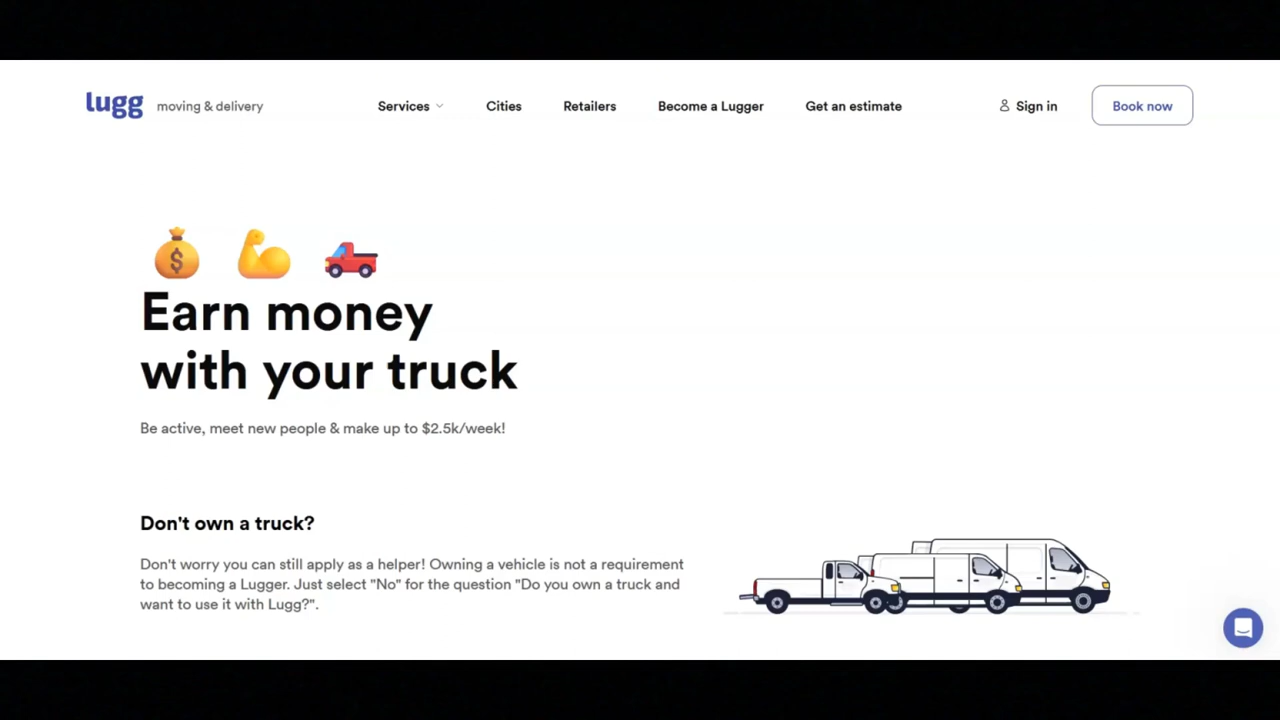 lugg moving & delivery Services Cities Retailers Become a Lugger Get an estimate Sign in Book now
$
Earn money
with your truck
Be active, meet new people & make up to $2.5k/week!
Don't own a truck?
Don't worry you can still apply as a helper! Owning a vehicle is not a requirement
to becoming a Lugger. Just select "No" for the question "Do you own a truck and
want to use it with Lugg?".